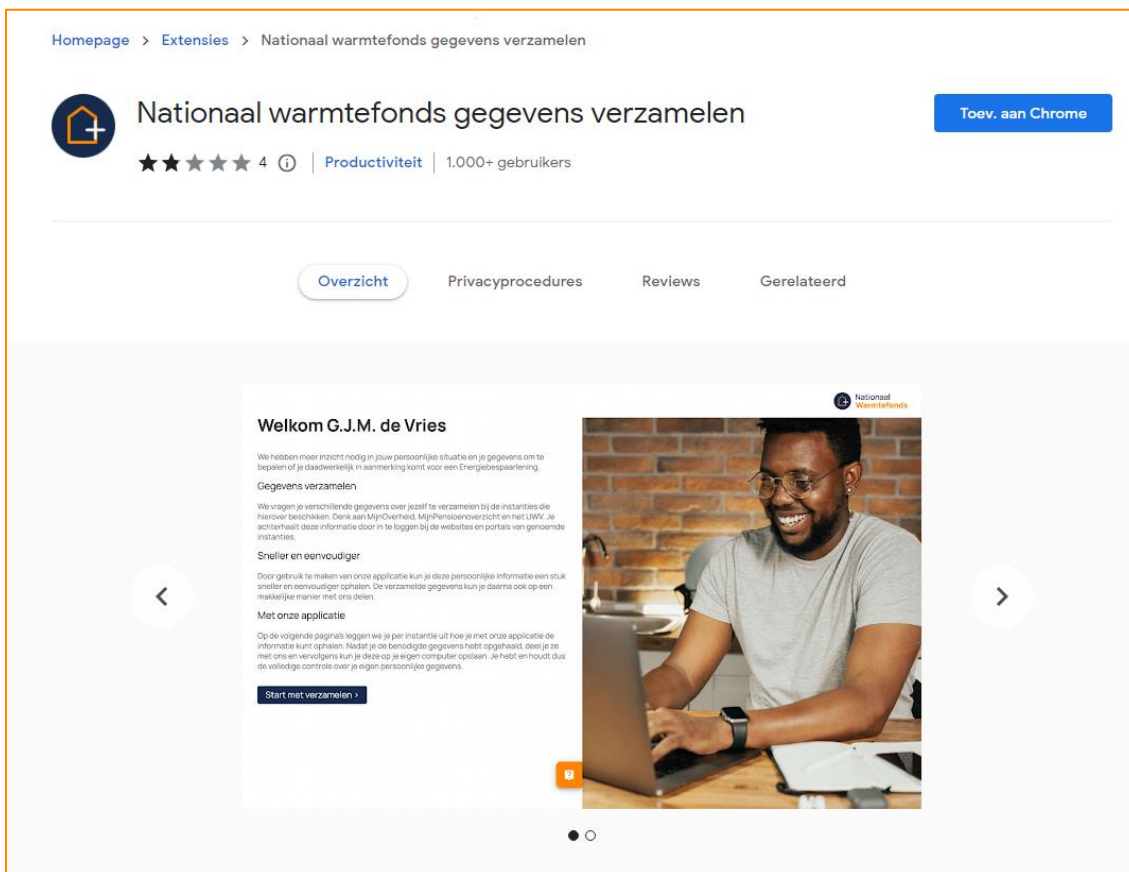 Homepage > Extensies > Nationaal warmtefonds gegevens verzamelen
Nationaal warmtefonds gegevens verzamelen
Toev. aan Chrome
4 | Productiviteit | 1.000+ gebruikers
Overzicht Privacyprocedures Reviews Gerelateerd
Nationaal
Warmtefonds
Welkom G.J.M. de Vries
We hebben meer inzicht nodig in jouw persoonlijke situatie en je gegevens om te
bepalen of je daadwerkelijk in aanmerking komt voor een Energiebespaarlening.
Gegevens verzamelen
We vragen je verschillende gegevens over jezelf te verzamelen bij de instanties die
hierover beschikken. Denk aan MijnOverheid, MijnPensioenoverzicht en het UWV. Je
achterhaalt deze informatie door in te loggen bij de websites en portals van genoemde
instanties.
Sneller en eenvoudiger
Door gebruik te maken van onze applicatie kun je deze persoonlijke informatie een stuk
sneller en eenvoudiger ophalen. De verzamelde gegevens kun je daarna ook op een
makkelijke manier met ons delen.
Met onze applicatie
Op de volgende pagina's leggen we je per instantie uit hoe je met onze applicatie de
informatie kunt ophalen. Nadat je de benodigde gegevens hebt opgehaald, deel je ze
met ons en vervolgens kun je deze op je eigen computer opslaan. Je hebt en houdt dus
de volledige controle over je eigen persoonlijke gegevens.
Start met verzamelen >